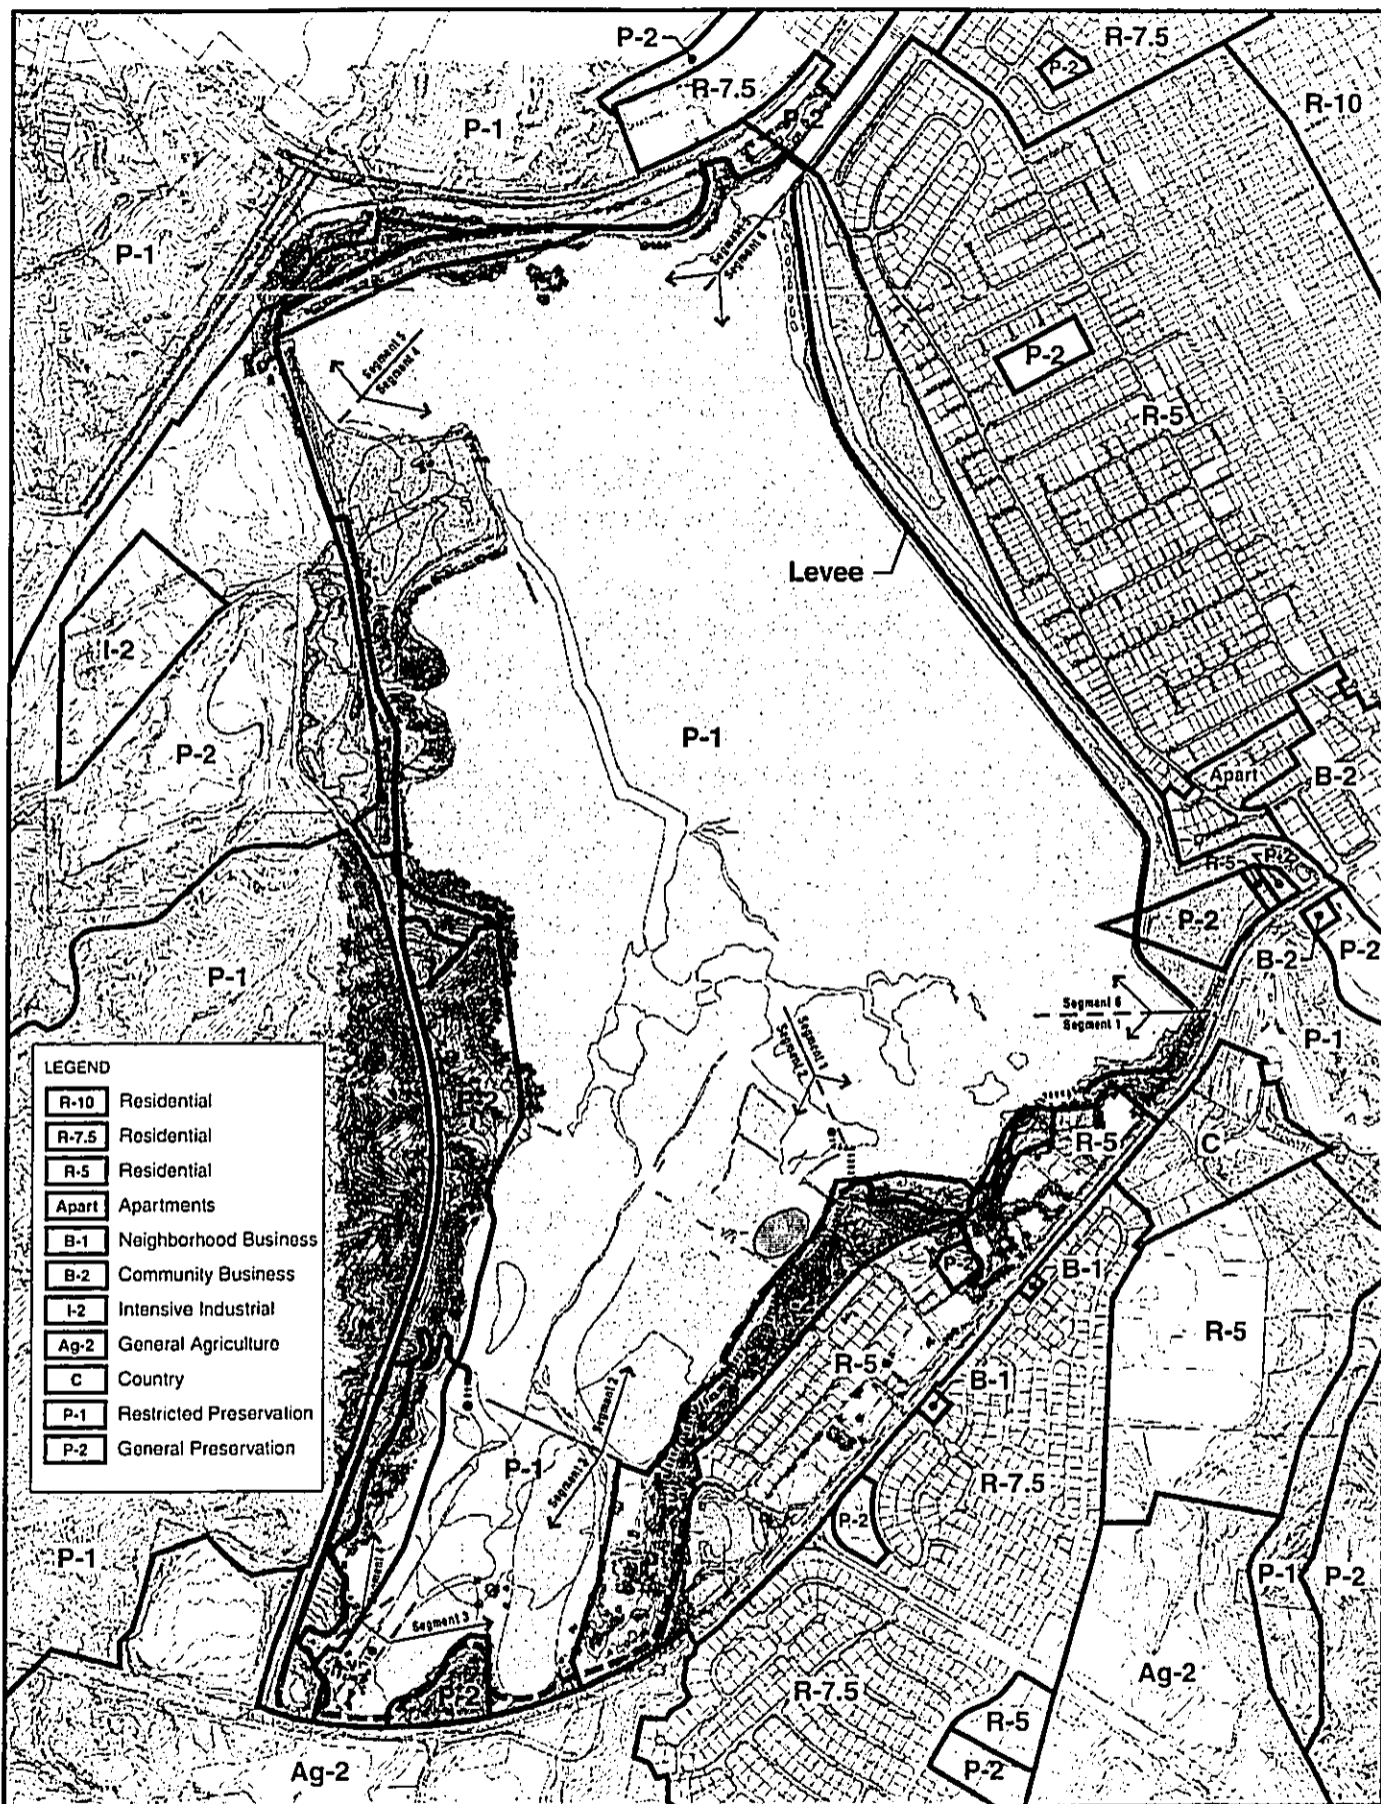 P-2
R-7.5
P-2
R-7.5
P-2
R-10
P-1
P-2
P-1
Segment 5
Segment 6
Segment 5
Segment 4
P-2
R-5
Levee
I-2
P-2
P-1
Apart
B-2
R-5
P-2
P-2
B-2
P-2
P-1
Segment 6
Segment 1
P-1
Segment 1
Segment 2
R-5
C
P-2
B-1
R-5
R-5
B-1
Segment 2
Segment 3
P-1
R-7.5
P-2
P-1
P-1
P-2
Segment 3
P-2
Ag-2
R-7.5
R-5
P-2
Ag-2
LEGEND
R-10 Residential
R-7.5 Residential
R-5 Residential
Apart Apartments
B-1 Neighborhood Business
B-2 Community Business
I-2 Intensive Industrial
Ag-2 General Agriculture
C Country
P-1 Restricted Preservation
P-2 General Preservation